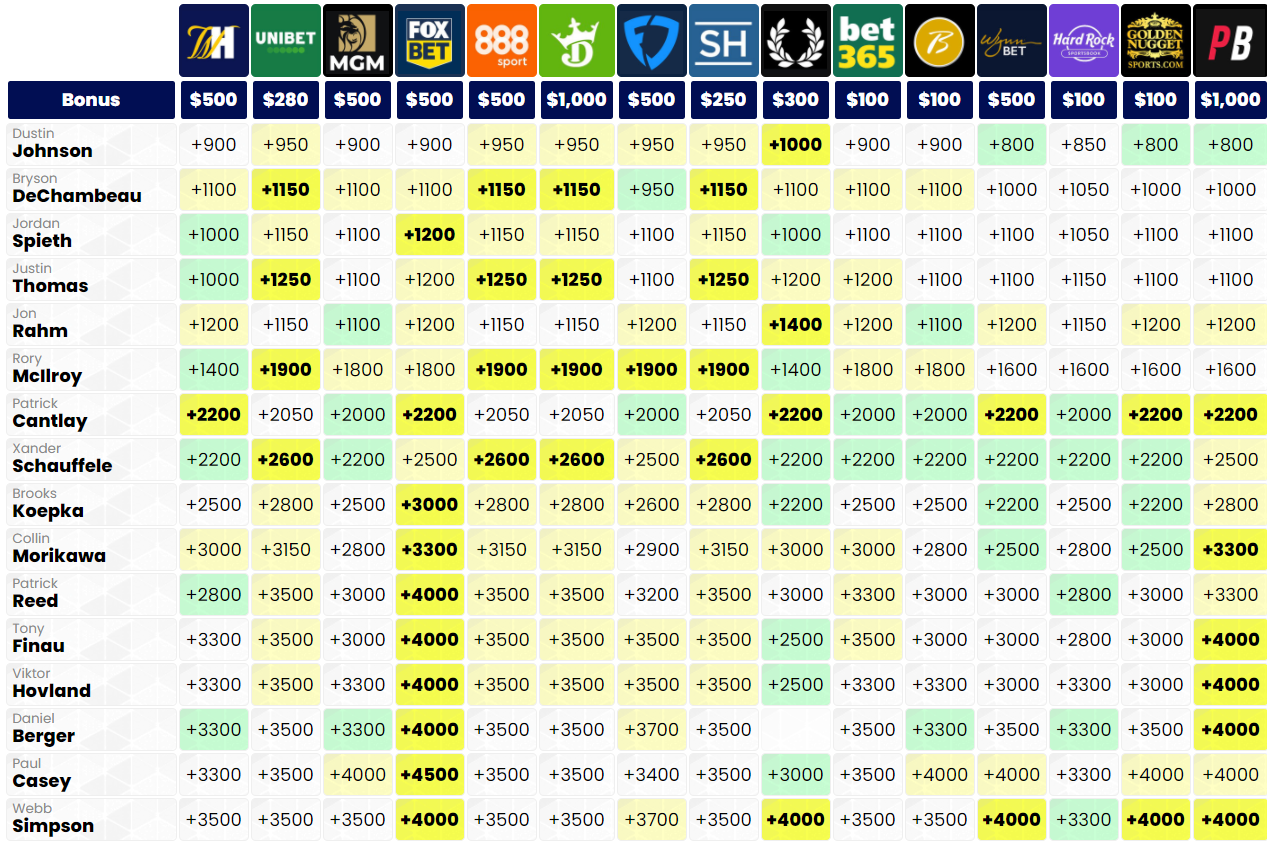 WH UNIBET MGM FOX BET 888 sport SH bet 365 B Wynn BET Hard Rock SPORTSBOOK GOLDEN NUGGET SPORTS.COM PB
Bonus $500 $280 $500 $500 $500 $1,000 $500 $250 $300 $100 $100 $500 $100 $100 $1,000
Dustin
Johnson +900 +950 +900 +900 +950 +950 +950 +950 +1000 +900 +900 +800 +850 +800 +800
Bryson
DeChambeau +1100 +1150 +1100 +1100 +1150 +1150 +950 +1150 +1100 +1100 +1100 +1000 +1050 +1000 +1000
Jordan
Spieth +1000 +1150 +1100 +1200 +1150 +1150 +1100 +1150 +1000 +1100 +1100 +1100 +1050 +1100 +1100
Justin
Thomas +1000 +1250 +1100 +1200 +1250 +1250 +1100 +1250 +1200 +1200 +1100 +1100 +1150 +1100 +1100
Jon
Rahm +1200 +1150 +1100 +1200 +1150 +1150 +1200 +1150 +1400 +1200 +1100 +1200 +1150 +1200 +1200
Rory
McIlroy +1400 +1900 +1800 +1800 +1900 +1900 +1900 +1900 +1400 +1800 +1800 +1600 +1600 +1600 +1600
Patrick
Cantlay +2200 +2050 +2000 +2200 +2050 +2050 +2000 +2050 +2200 +2000 +2000 +2200 +2000 +2200 +2200
Xander
Schauffele +2200 +2600 +2200 +2500 +2600 +2600 +2500 +2600 +2200 +2200 +2200 +2200 +2200 +2200 +2500
Brooks
Koepka +2500 +2800 +2500 +3000 +2800 +2800 +2600 +2800 +2200 +2500 +2500 +2200 +2500 +2200 +2800
Collin
Morikawa +3000 +3150 +2800 +3300 +3150 +3150 +2900 +3150 +3000 +3000 +2800 +2500 +2800 +2500 +3300
Patrick
Reed +2800 +3500 +3000 +4000 +3500 +3500 +3200 +3500 +3000 +3300 +3000 +3000 +2800 +3000 +3300
Tony
Finau +3300 +3500 +3000 +4000 +3500 +3500 +3500 +3500 +2500 +3500 +3000 +3000 +2800 +3000 +4000
Viktor
Hovland +3300 +3500 +3300 +4000 +3500 +3500 +3500 +3500 +2500 +3300 +3300 +3000 +3300 +3000 +4000
Daniel
Berger +3300 +3500 +3300 +4000 +3500 +3500 +3700 +3500 +3500 +3300 +3500 +3300 +3500 +4000
Paul
Casey +3300 +3500 +4000 +4500 +3500 +3500 +3400 +3500 +3000 +3500 +4000 +4000 +3300 +4000 +4000
Webb
Simpson +3500 +3500 +3500 +4000 +3500 +3500 +3700 +3500 +4000 +3500 +3500 +4000 +3300 +4000 +4000